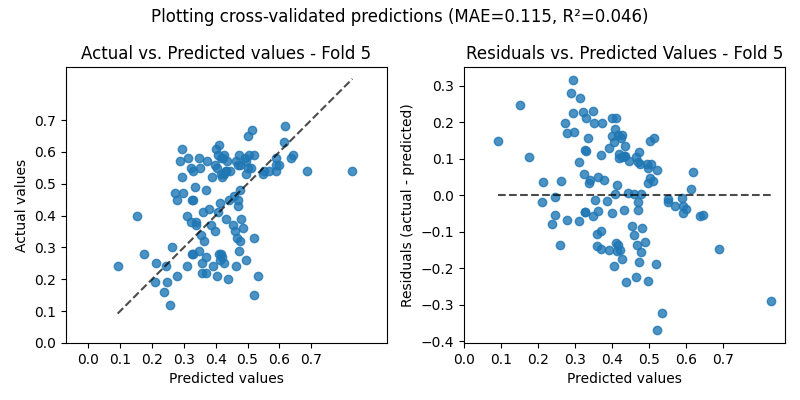 Plotting cross-validated predictions (MAE=0.115, R²=0.046)
Actual vs. Predicted values - Fold 5
Actual values
0.7
0.6
0.5
0.4
0.3
0.2
0.1
0.0
0.0 0.1 0.2 0.3 0.4 0.5 0.6 0.7
Predicted values
Residuals vs. Predicted Values - Fold 5
Residuals (actual - predicted)
0.3
0.2
0.1
0.0
−0.1
−0.2
−0.3
−0.4
0.0 0.1 0.2 0.3 0.4 0.5 0.6 0.7
Predicted values